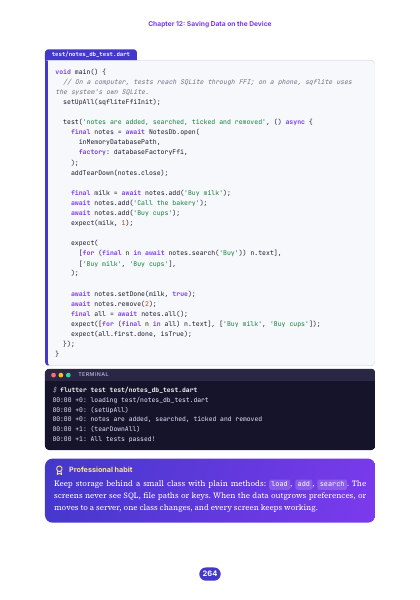 Chapter 12: Saving Data on the Device
test/notes_db_test.dart
void main() {
// On a computer, tests reach SQLite through FFI; on a phone, sqflite uses
the system's own SQLite.
setUpAll(sqfliteFfiInit);
test('notes are added, searched, ticked and removed', () async {
final notes = await NotesDb.open(
inMemoryDatabasePath,
factory: databaseFactoryFfi,
);
addTearDown(notes.close);
final milk = await notes.add('Buy milk');
await notes.add('Call the bakery');
await notes.add('Buy cups');
expect(milk, 1);
expect(
[for (final n in await notes.search('Buy')) n.text],
['Buy milk', 'Buy cups'],
);
await notes.setDone(milk, true);
await notes.remove(2);
final all = await notes.all();
expect([for (final n in all) n.text], ['Buy milk', 'Buy cups']);
expect(all.first.done, isTrue);
});
}
TERMINAL
$ flutter test test/notes_db_test.dart
00:00 +0: loading test/notes_db_test.dart
00:00 +0: (setUpAll)
00:00 +0: notes are added, searched, ticked and removed
00:00 +1: (tearDownAll)
00:00 +1: All tests passed!
Professional habit
Keep storage behind a small class with plain methods: load, add, search. The
screens never see SQL, file paths or keys. When the data outgrows preferences, or
moves to a server, one class changes, and every screen keeps working.
264